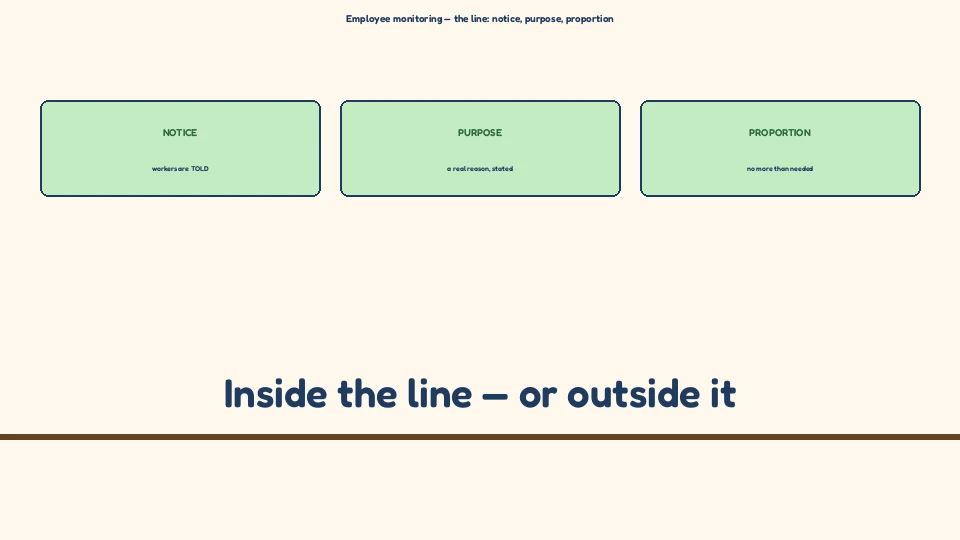 Employee monitoring — the line: notice, purpose, proportion
NOTICE
workers are TOLD
PURPOSE
a real reason, stated
PROPORTION
no more than needed
Inside the line — or outside it